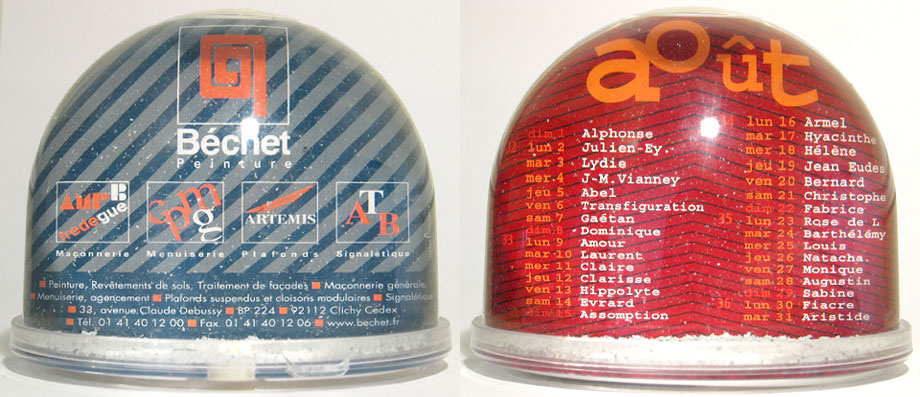 Béchet
Peinture
AurB
fredegue
cpmg
ARTEMIS
ATB
Maçonnerie Menuiserie Plafonds Signalétique
Peinture, Revêtements de sols, Traitement de façades Maçonnerie générale
Menuiserie, agencement Plafonds suspendus et cloisons modulaires Signalétique
33, avenue Claude Debussy BP 224 92112 Clichy Cedex
Tél. 01 41 40 12 00 Fax. 01 41 40 12 06 www.bechet.fr
août
dim 1 Alphonse
lun 2 Julien-Ey.
mar 3 Lydie
mer 4 J-M.Vianney
jeu 5 Abel
ven 6 Transfiguration
sam 7 Gaétan
dim 8 Dominique
33 lun 9 Amour
mar 10 Laurent
mer 11 Claire
jeu 12 Clarisse
ven 13 Hippolyte
sam 14 Evrard
dim 15 Assomption
lun 16 Armel
mar 17 Hyacinthe
mer 18 Hélène
jeu 19 Jean Eudes
ven 20 Bernard
sam 21 Christophe
Fabrice
35 lun 23 Rose de L
mar 24 Barthélémy
mer 25 Louis
jeu 26 Natacha.
ven 27 Monique
sam 28 Augustin
Sabine
36 lun 30 Fiacre
mar 31 Aristide